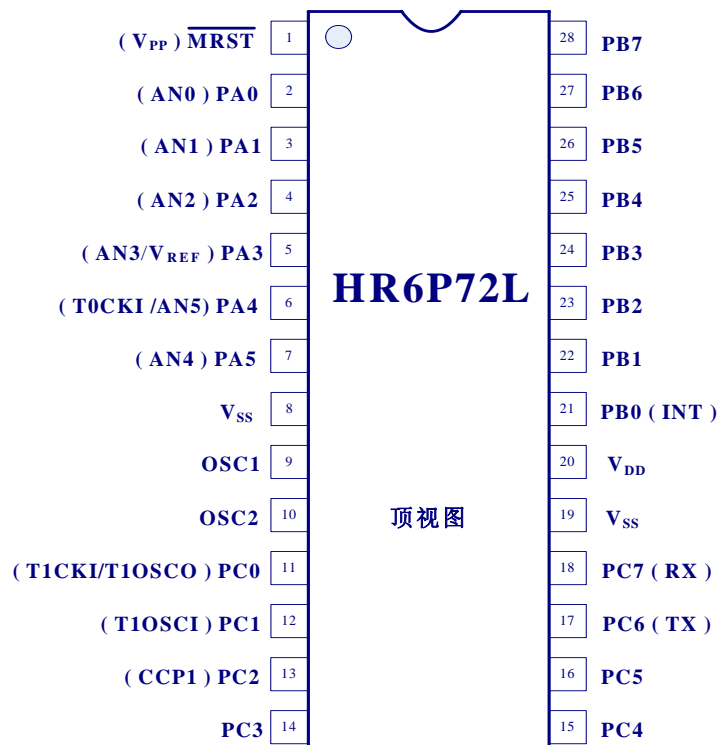 ( VPP ) MRST 1 28 PB7
( AN0 ) PA0 2 27 PB6
( AN1 ) PA1 3 26 PB5
( AN2 ) PA2 4 25 PB4
( AN3/VREF ) PA3 5 24 PB3
HR6P72L
( T0CKI /AN5) PA4 6 23 PB2
( AN4 ) PA5 7 22 PB1
VSS 8 21 PB0 ( INT )
OSC1 9 20 VDD
OSC2 10 顶视图 19 VSS
( T1CKI/T1OSCO ) PC0 11 18 PC7 ( RX )
( T1OSCI ) PC1 12 17 PC6 ( TX )
( CCP1 ) PC2 13 16 PC5
PC3 14 15 PC4